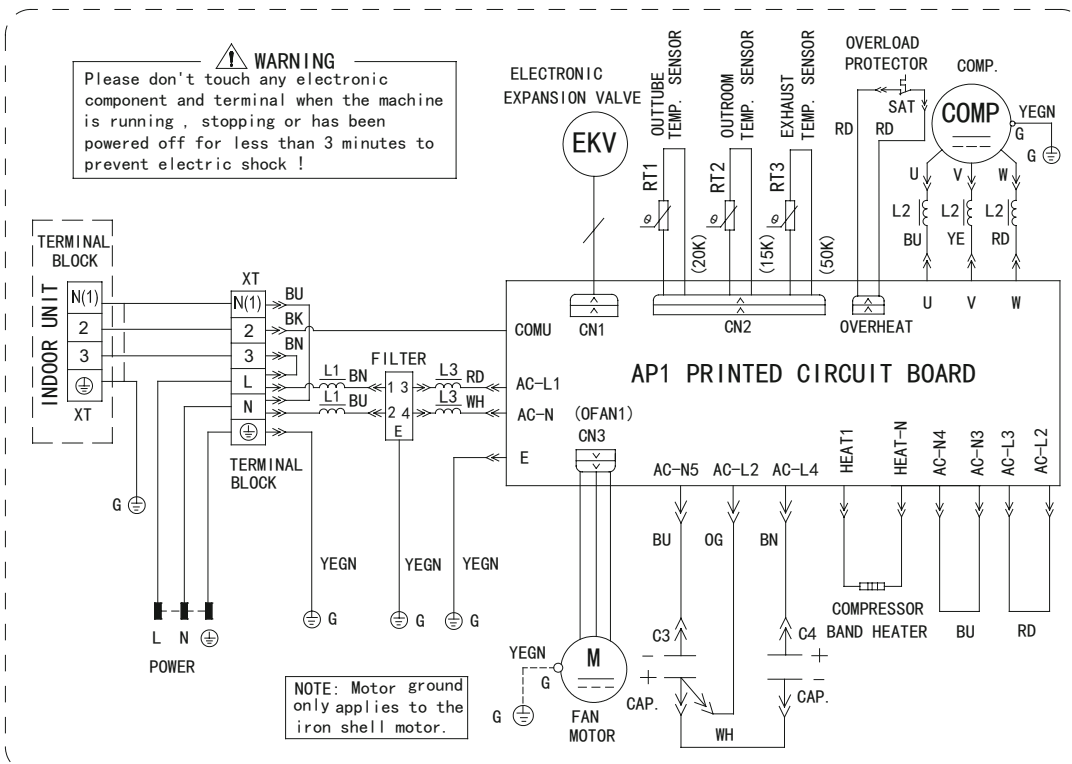 WARNING
Please don't touch any electronic
component and terminal when the machine
is running , stopping or has been
powered off for less than 3 minutes to
prevent electric shock !
ELECTRONIC
EXPANSION VALVE
EKV
OUTTUBE
TEMP. SENSOR
RT1
θ
(20K)
OUTROOM
TEMP. SENSOR
RT2
θ
(15K)
EXHAUST
TEMP. SENSOR
RT3
θ
(50K)
OVERLOAD
PROTECTOR
SAT
RD
RD
COMP.
COMP
YEGN
G
G
U
V
W
L2
L2
L2
BU
YE
RD
INDOOR UNIT
TERMINAL
BLOCK
N(1)
2
3
XT
G
XT
N(1)
2
3
L
N
TERMINAL
BLOCK
BU
BK
BN
L1
BN
L1
BU
FILTER
1 3
2 4
E
L3
RD
L3
WH
COMU
AC-L1
AC-N
E
CN1
CN2
OVERHEAT
U
V
W
AP1 PRINTED CIRCUIT BOARD
(OFAN1)
CN3
AC-N5
AC-L2
AC-L4
HEAT1
HEAT-N
AC-N4
AC-N3
AC-L3
AC-L2
L
N
POWER
YEGN
G
YEGN
G
YEGN
G
BU
OG
BN
COMPRESSOR
BAND HEATER
BU
RD
YEGN
G
G
M
FAN
MOTOR
C3
-
+
CAP.
WH
C4
+
-
CAP.
NOTE: Motor ground
only applies to the
iron shell motor.